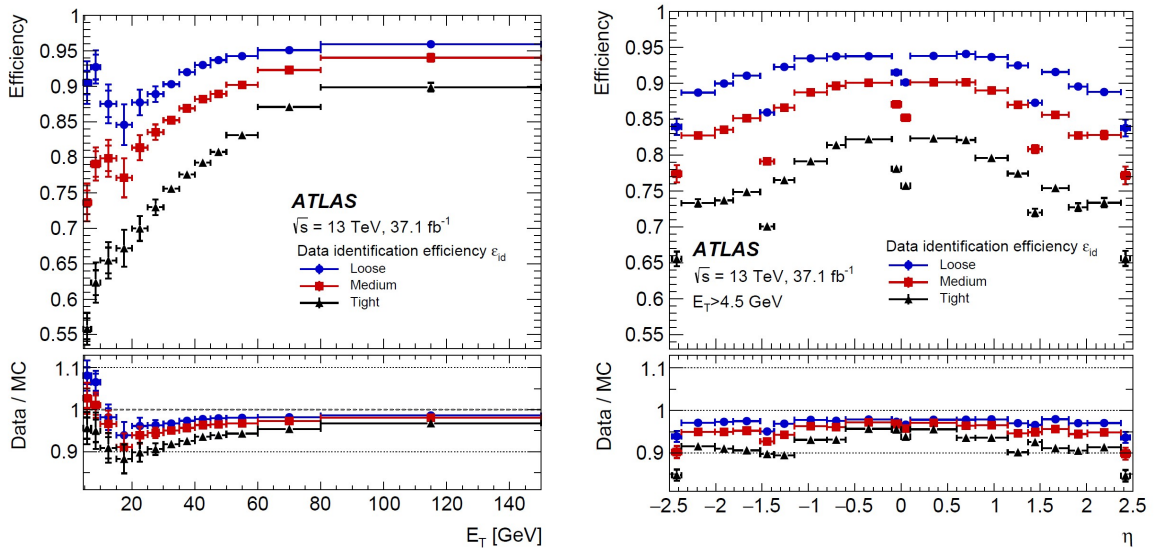 Efficiency
1
0.95
0.9
0.85
0.8
0.75
0.7
0.65
0.6
0.55
ATLAS
√s = 13 TeV, 37.1 fb⁻¹
Data identification efficiency ε_id
Loose
Medium
Tight
Data / MC
1.1
1
0.9
20 40 60 80 100 120 140
E_T [GeV]
Efficiency
1
0.95
0.9
0.85
0.8
0.75
0.7
0.65
0.6
ATLAS
√s = 13 TeV, 37.1 fb⁻¹
E_T>4.5 GeV
Data identification efficiency ε_id
Loose
Medium
Tight
Data / MC
1.1
1
0.9
−2.5 −2 −1.5 −1 −0.5 0 0.5 1 1.5 2 2.5
η